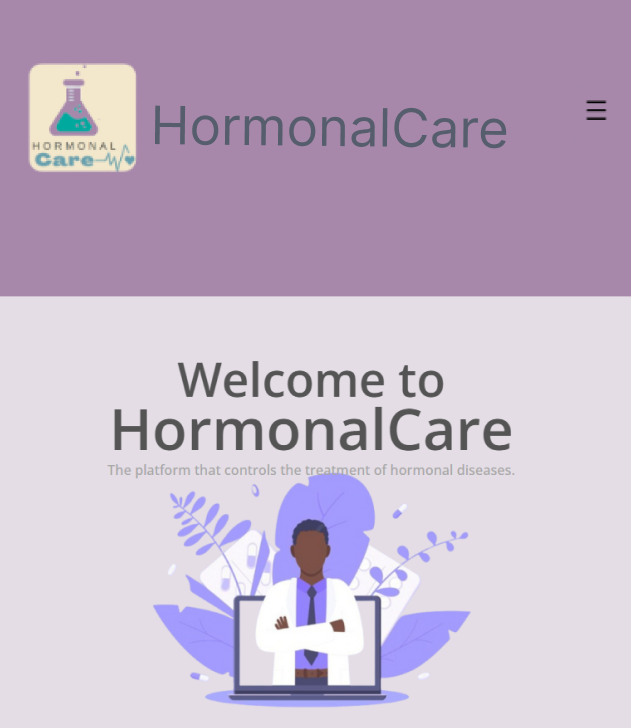 HORMONAL
Care
HormonalCare
Welcome to
HormonalCare
The platform that controls the treatment of hormonal diseases.